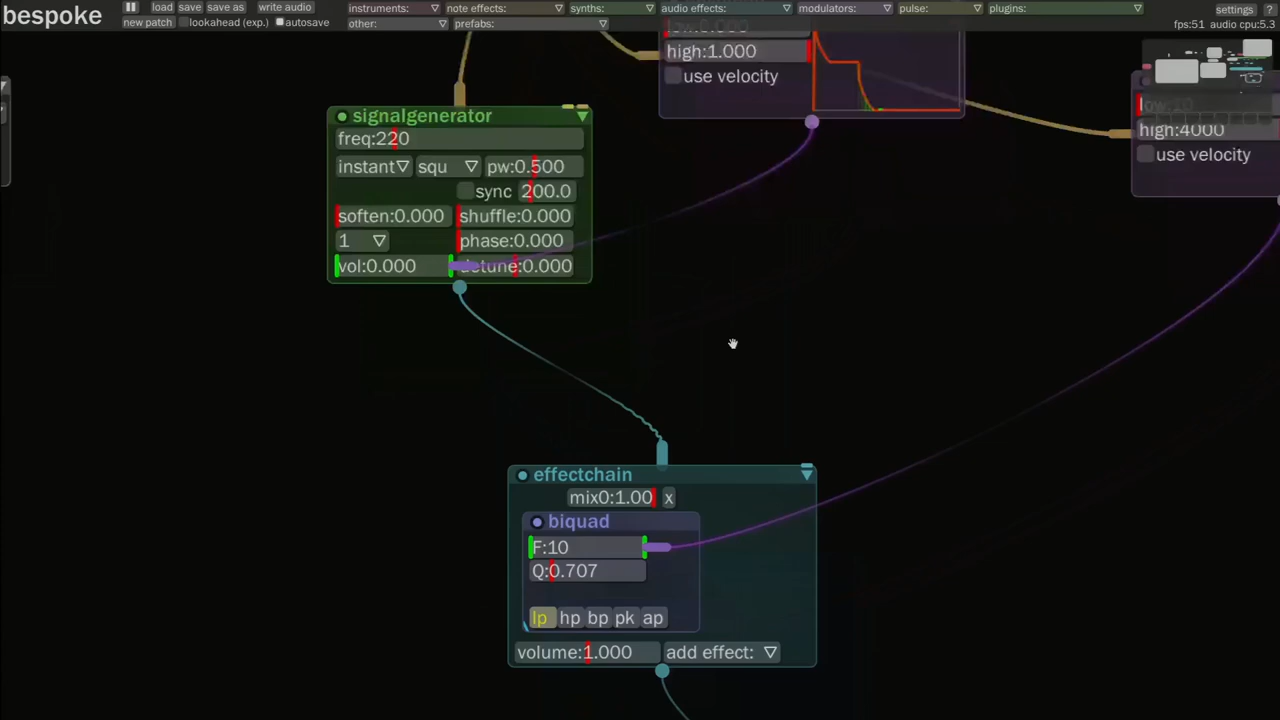 bespoke
load save save as write audio
new patch lookahead (exp.) autosave
instruments: note effects: synths: audio effects: modulators: pulse: plugins:
other: prefabs:
settings ?
fps:51 audio cpu:5.3
high:1.000
use velocity
signalgenerator
freq:220
instant squ pw:0.500
sync 200.0
soften:0.000 shuffle:0.000
1 phase:0.000
vol:0.000 detune:0.000
high:4000
use velocity
effectchain
mix0:1.00 x
biquad
F:10
Q:0.707
lp hp bp pk ap
volume:1.000 add effect: